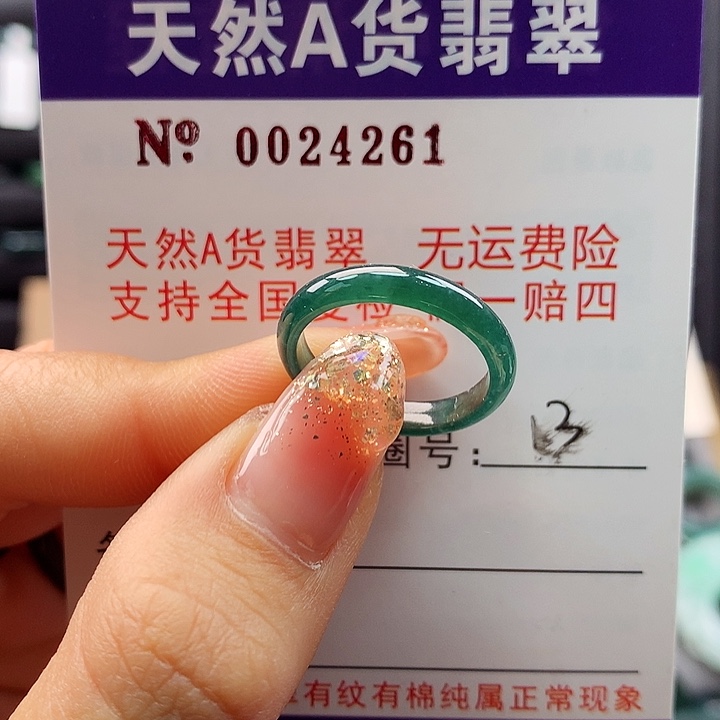 天然A货翡翠
Nº: 0024261
天然A货翡翠 无运费险
支持全国 一赔四
圈号: 3
有纹有棉纯属正常现象